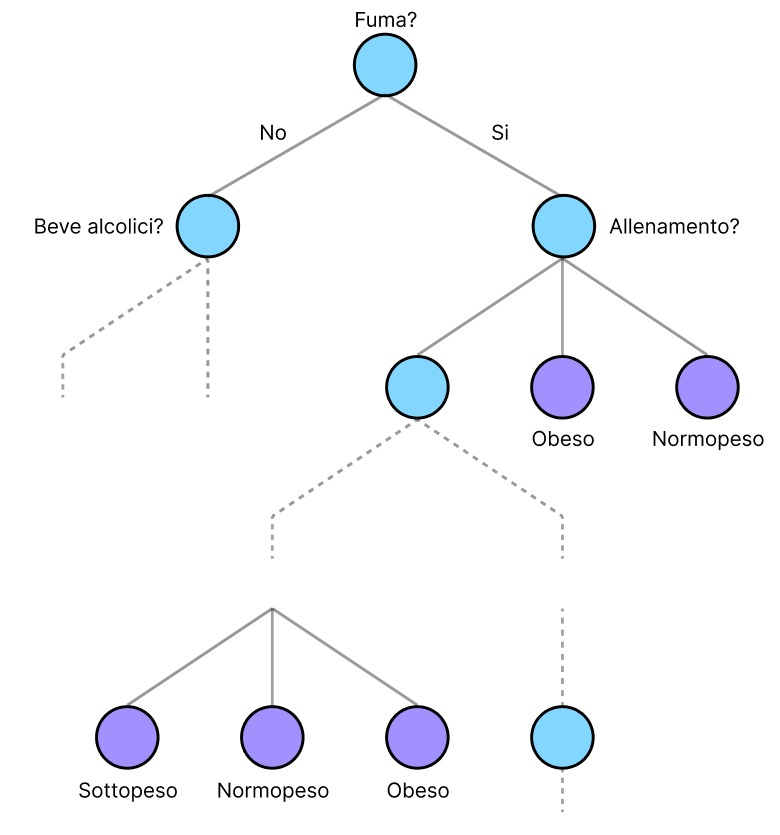 Fuma?
No
Si
Beve alcolici?
Allenamento?
Obeso
Normopeso
Sottopeso
Normopeso
Obeso